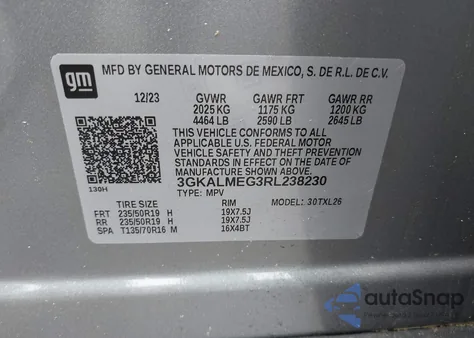 gm
MFD BY GENERAL MOTORS DE MEXICO, S. DE R.L. DE C.V.
12/23 GVWR GAWR FRT GAWR RR
2025 KG 1175 KG 1200 KG
4464 LB 2590 LB 2645 LB
THIS VEHICLE CONFORMS TO ALL
APPLICABLE U.S. FEDERAL MOTOR
VEHICLE SAFETY AND THEFT PREVENTION
STANDARDS IN EFFECT ON THE DATE OF
MANUFACTURE SHOWN ABOVE.
3GKALMEG3RL238230
130H TYPE: MPV
TIRE SIZE RIM MODEL: 30TXL26
FRT 235/50R19 H 19X7.5J
RR 235/50R19 H 19X7.5J
SPA T135/70R16 M 16X4BT
autoSnap